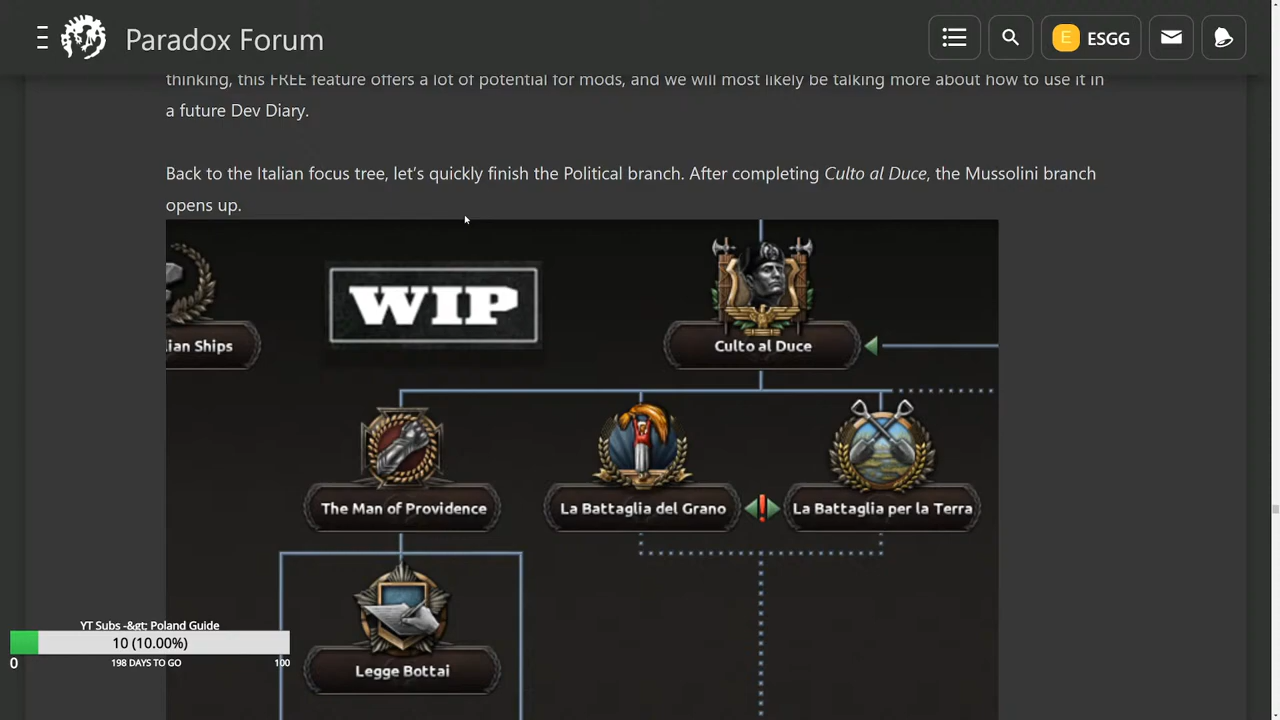 Paradox Forum
E ESGG
thinking, this FREE feature offers a lot of potential for mods, and we will most likely be talking more about how to use it in
a future Dev Diary.
Back to the Italian focus tree, let's quickly finish the Political branch. After completing Culto al Duce, the Mussolini branch
opens up.
WIP
lian Ships
Culto al Duce
The Man of Providence
La Battaglia del Grano
La Battaglia per la Terra
Legge Bottai
YT Subs -&gt; Poland Guide
10 (10.00%)
0 198 DAYS TO GO 100